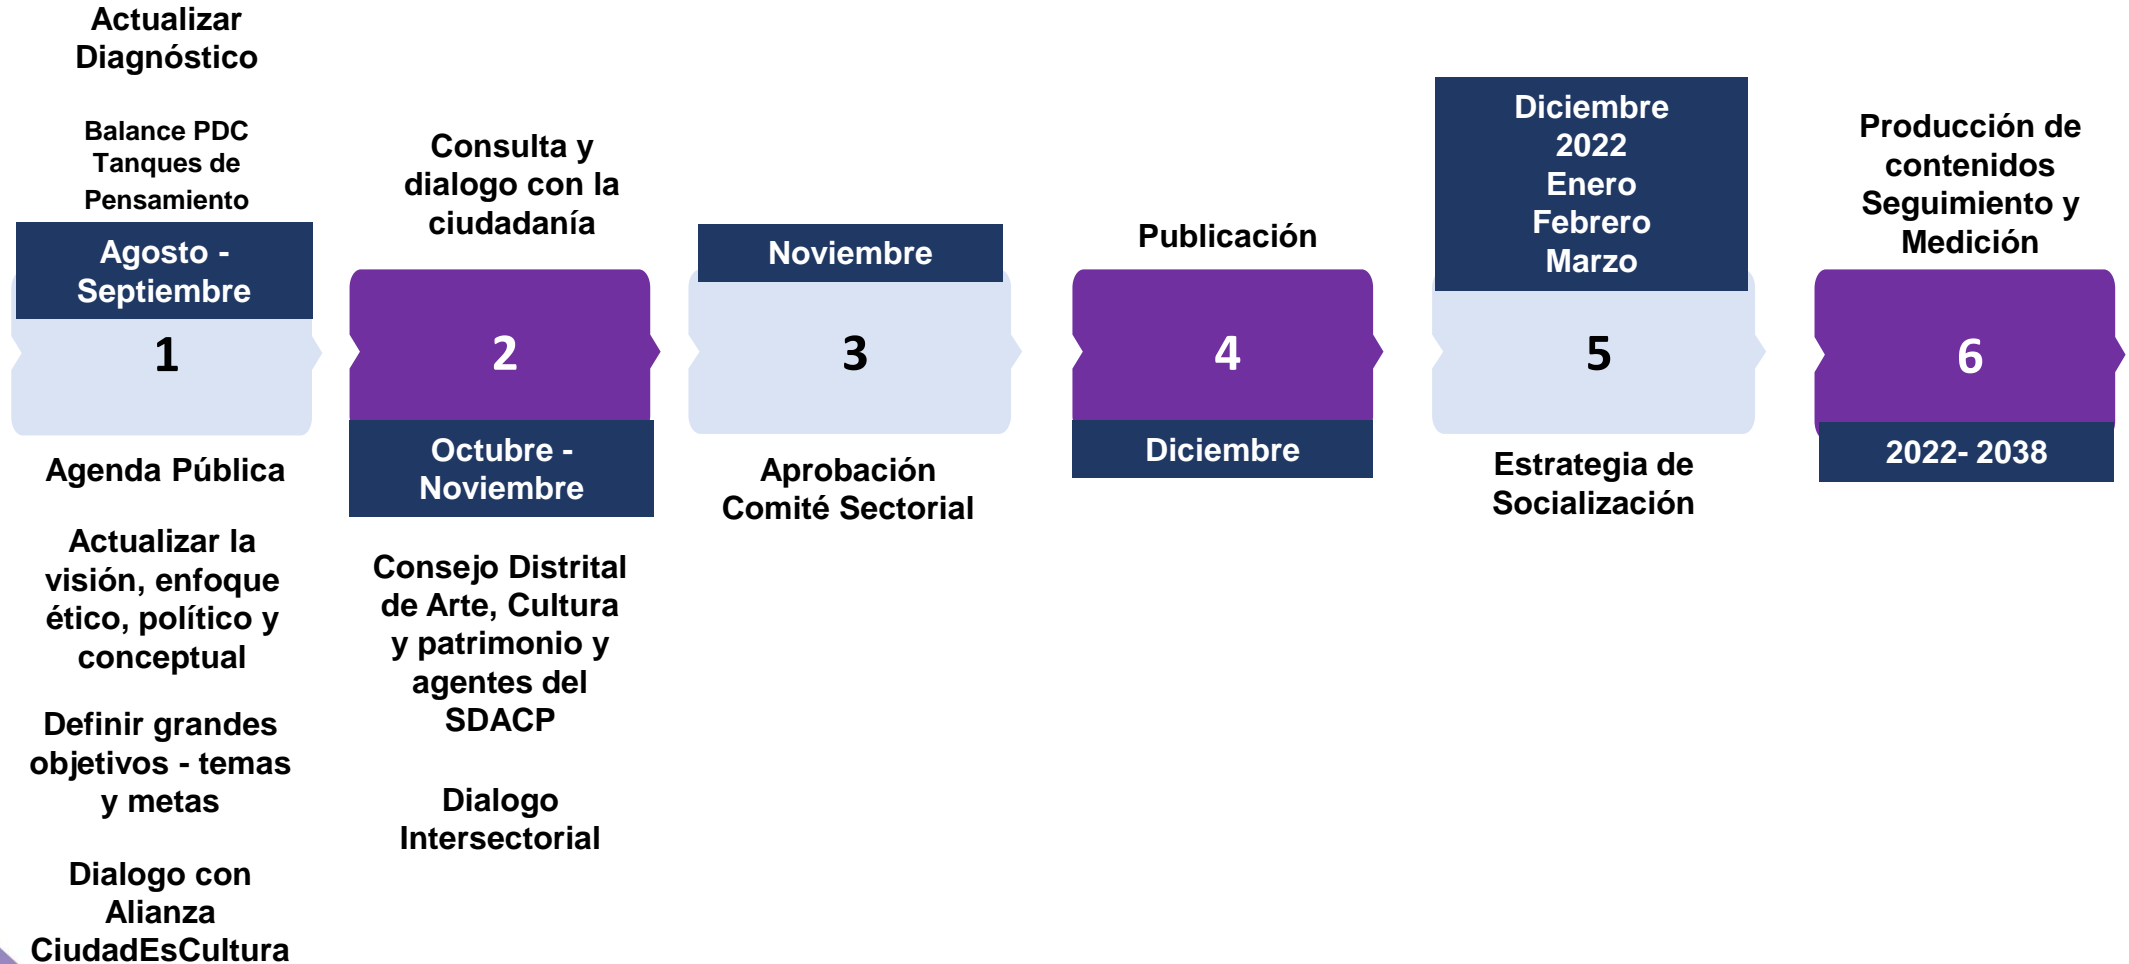 Actualizar
Diagnóstico
Balance PDC
Tanques de
Pensamiento
Agosto -
Septiembre
1
Agenda Pública
Actualizar la
visión, enfoque
ético, político y
conceptual
Definir grandes
objetivos - temas
y metas
Dialogo con
Alianza
CiudadEsCultura
Consulta y
dialogo con la
ciudadanía
2
Octubre -
Noviembre
Consejo Distrital
de Arte, Cultura
y patrimonio y
agentes del
SDACP
Dialogo
Intersectorial
Noviembre
3
Aprobación
Comité Sectorial
Publicación
4
Diciembre
Diciembre
2022
Enero
Febrero
Marzo
5
Estrategia de
Socialización
Producción de
contenidos
Seguimiento y
Medición
6
2022- 2038